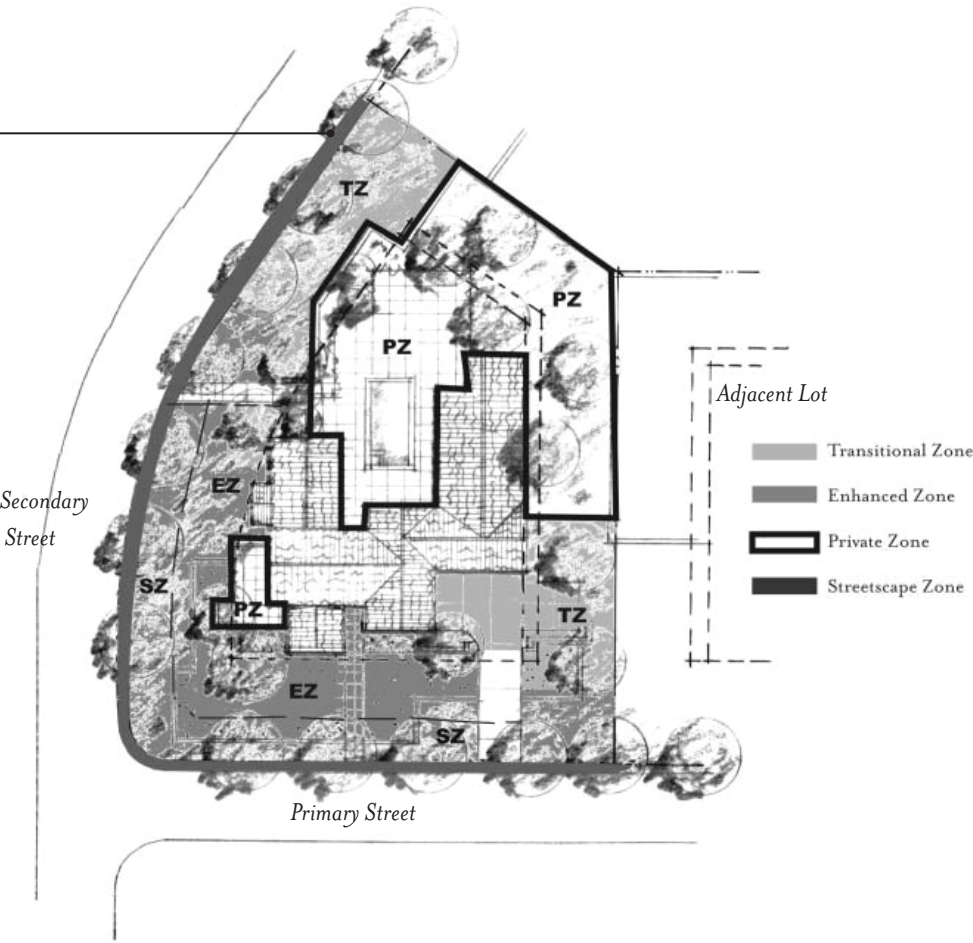 TZ
PZ
PZ
Adjacent Lot
Transitional Zone
EZ
Enhanced Zone
Secondary
Street
Private Zone
SZ
Streetscape Zone
PZ
TZ
EZ
SZ
Primary Street